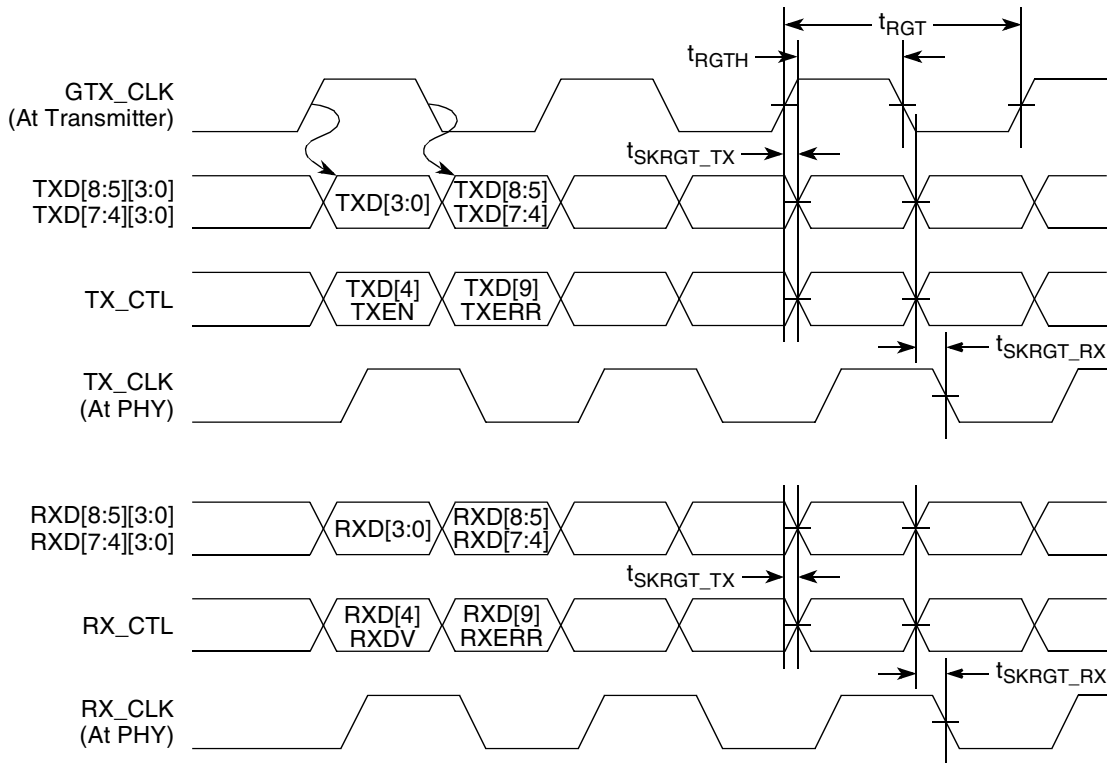 tRGT
tRGTH
GTX_CLK
(At Transmitter)
tSKRGT_TX
TXD[8:5][3:0]
TXD[7:4][3:0]
TXD[3:0]
TXD[8:5]
TXD[7:4]
TX_CTL
TXD[4]
TXEN
TXD[9]
TXERR
tSKRGT_RX
TX_CLK
(At PHY)
RXD[8:5][3:0]
RXD[7:4][3:0]
RXD[3:0]
RXD[8:5]
RXD[7:4]
tSKRGT_TX
RX_CTL
RXD[4]
RXDV
RXD[9]
RXERR
tSKRGT_RX
RX_CLK
(At PHY)